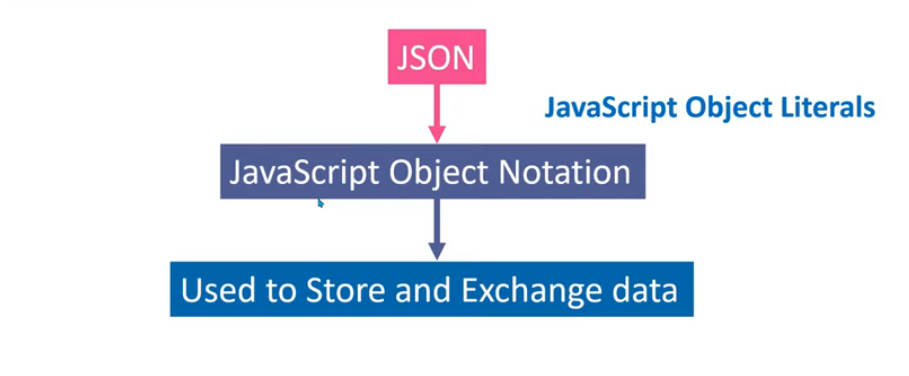 JSON
JavaScript Object Literals
JavaScript Object Notation
Used to Store and Exchange data